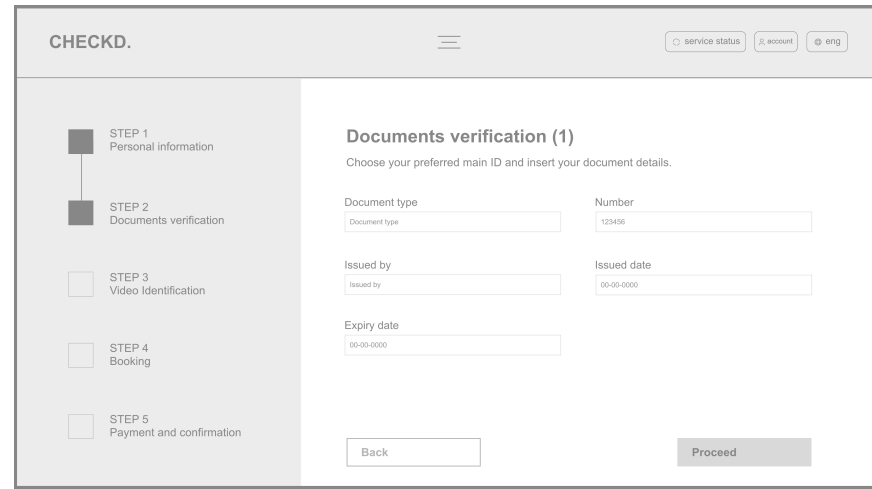 CHECKD.
service status
account
eng
STEP 1
Personal information
STEP 2
Documents verification
STEP 3
Video Identification
STEP 4
Booking
STEP 5
Payment and confirmation
Documents verification (1)
Choose your preferred main ID and insert your document details.
Document type
Document type
Number
123456
Issued by
Issued by
Issued date
00-00-0000
Expiry date
00-00-0000
Back
Proceed